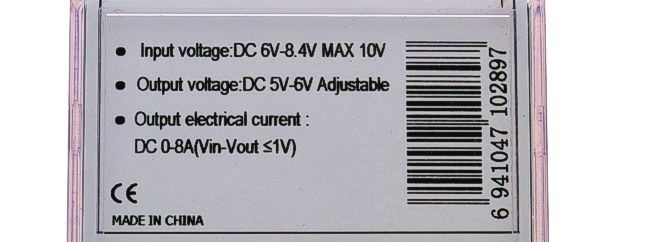 ● Input voltage:DC 6V-8.4V MAX 10V
● Output voltage:DC 5V-6V Adjustable
● Output electrical current :
DC 0-8A(Vin-Vout ≤1V)
CE
MADE IN CHINA
6 941047 102897